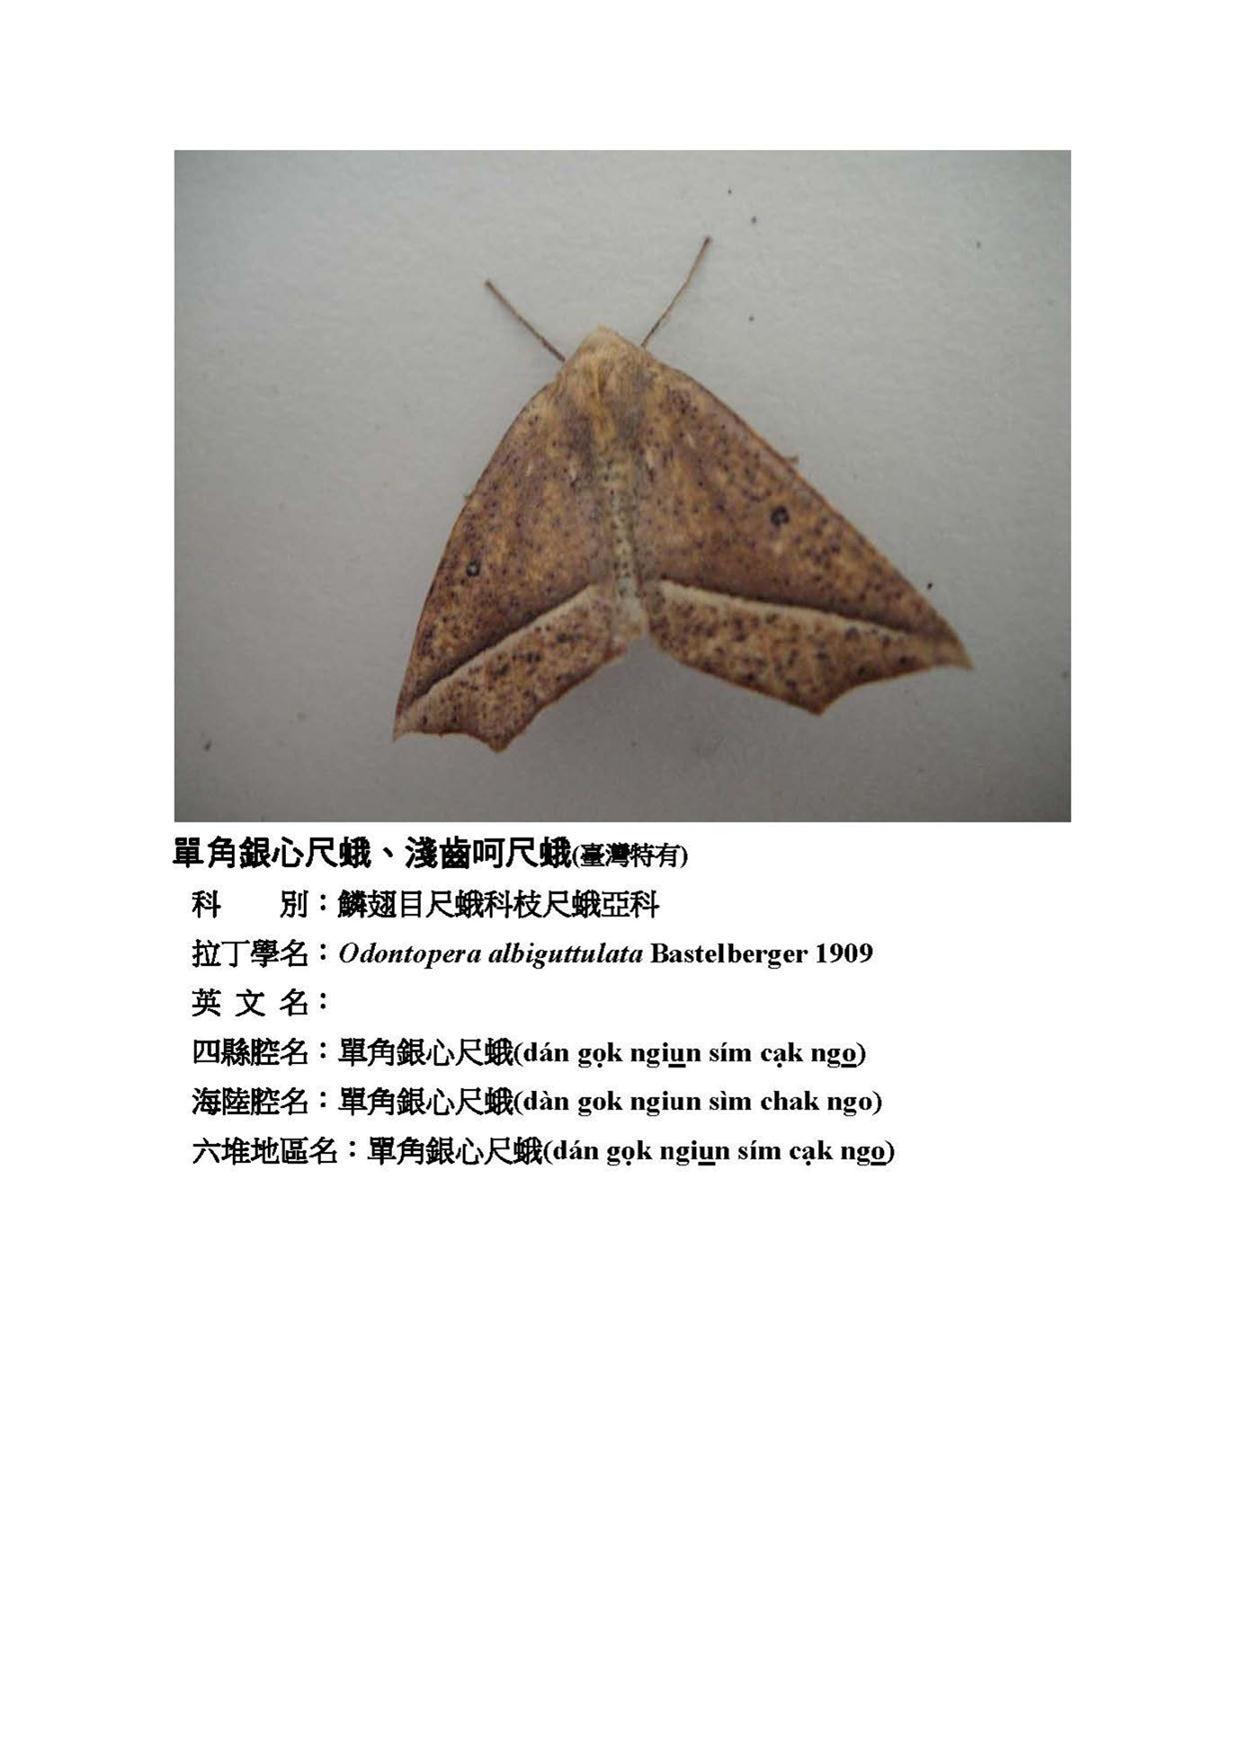 單角銀心尺蛾、淺齒呵尺蛾(臺灣特有)
科　　別：鱗翅目尺蛾科枝尺蛾亞科
拉丁學名：Odontopera albiguttulata Bastelberger 1909
英 文 名：
四縣腔名：單角銀心尺蛾(dán gọk ngiu̲n sím cạk ngo̲)
海陸腔名：單角銀心尺蛾(dàn gok ngiun sìm chak ngo)
六堆地區名：單角銀心尺蛾(dán gọk ngiu̲n sím cạk ngo̲)